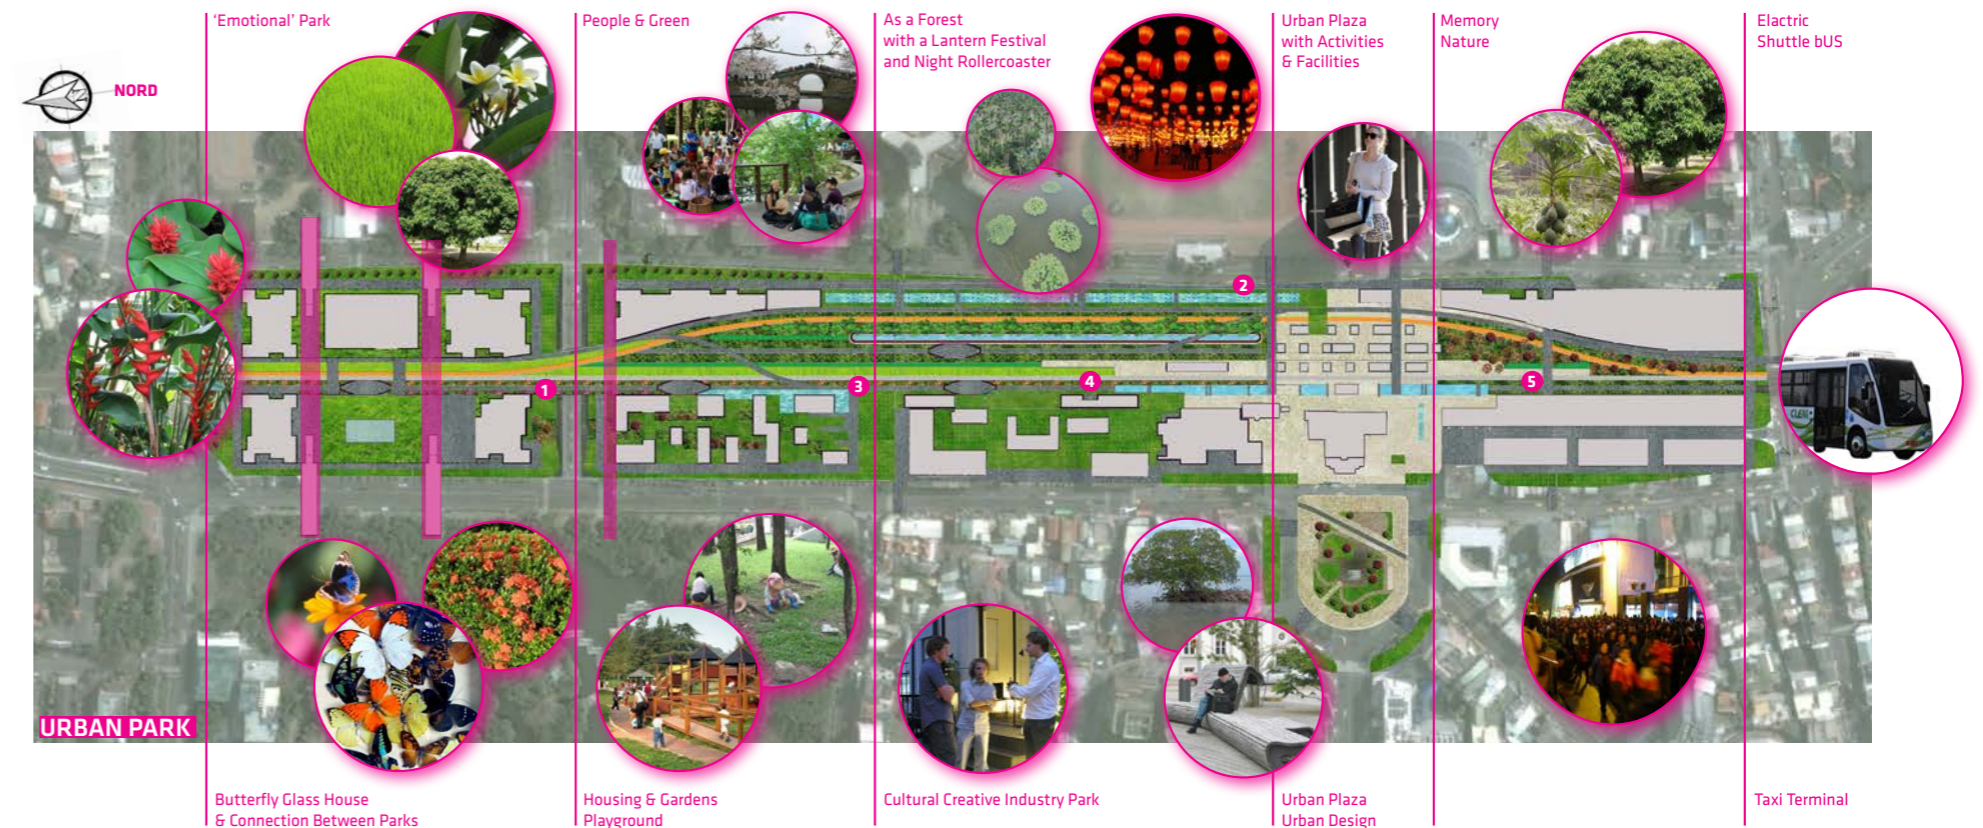 'Emotional' Park
People & Green
As a Forest
with a Lantern Festival
and Night Rollercoaster
Urban Plaza
with Activities
& Facilities
Memory
Nature
Elactric
Shuttle bUS
NORD
2
1
3
4
5
CLEAN
URBAN PARK
Butterfly Glass House
& Connection Between Parks
Housing & Gardens
Playground
Cultural Creative Industry Park
Urban Plaza
Urban Design
Taxi Terminal